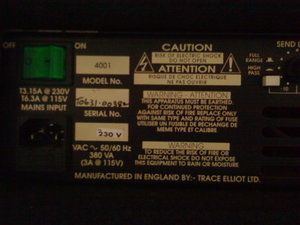 OFF ON
CAUTION
RISK OF ELECTRIC SHOCK
DO NOT OPEN
ATTENTION
RISQUE DE CHOC ELECTRIQUE
NE PAS OUVRIR
4001
MODEL No.
T3.15A @ 230V
T6.3A @ 115V
MAINS INPUT
SERIAL No.
230 V
VAC ~ 50/60 Hz
380 VA
(3A @ 115V)
WARNING - ATTENTION
THIS APPARATUS MUST BE EARTHED.
FOR CONTINUED PROTECTION
AGAINST RISK OF FIRE REPLACE ONLY
WITH SAME TYPE AND RATING OF FUSE
UTILISER UN FUSIBLE DE RECHANGE DE
MEME TYPE ET CALIBRE
WARNING
TO REDUCE THE RISK OF FIRE OR
ELECTRICAL SHOCK DO NOT EXPOSE
THIS EQUIPMENT TO RAIN OR MOISTURE
MANUFACTURED IN ENGLAND BY:- TRACE ELLIOT LTD.
SEND
FULL
RANGE
HIGH
PASS
10